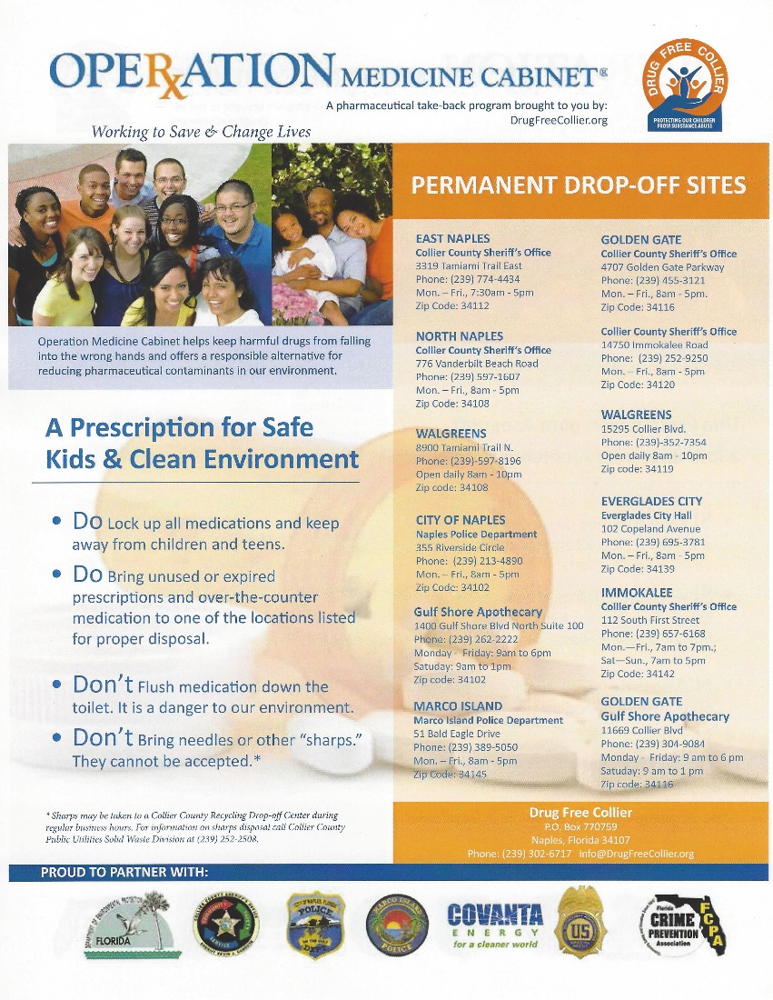 OPERxATION MEDICINE CABINET®
A pharmaceutical take-back program brought to you by:
DrugFreeCollier.org
Working to Save & Change Lives
DRUG FREE COLLIER
PROTECTING OUR CHILDREN
FROM SUBSTANCE ABUSE
Operation Medicine Cabinet helps keep harmful drugs from falling
into the wrong hands and offers a responsible alternative for
reducing pharmaceutical contaminants in our environment.
A Prescription for Safe
Kids & Clean Environment
• Do Lock up all medications and keep
away from children and teens.
• Do Bring unused or expired
prescriptions and over-the-counter
medication to one of the locations listed
for proper disposal.
• Don't Flush medication down the
toilet. It is a danger to our environment.
• Don't Bring needles or other “sharps.”
They cannot be accepted.*
*Sharps may be taken to a Collier County Recycling Drop-off Center during
regular business hours. For information on sharps disposal call Collier County
Public Utilities Solid Waste Division at (239) 252-2508.
PERMANENT DROP-OFF SITES
EAST NAPLES
Collier County Sheriff's Office
3319 Tamiami Trail East
Phone: (239) 774-4434
Mon. – Fri., 7:30am - 5pm
Zip Code: 34112
NORTH NAPLES
Collier County Sheriff's Office
776 Vanderbilt Beach Road
Phone: (239) 597-1607
Mon. – Fri., 8am - 5pm
Zip Code: 34108
WALGREENS
8900 Tamiami Trail N.
Phone: (239)-597-8196
Open daily 8am - 10pm
Zip code: 34108
CITY OF NAPLES
Naples Police Department
355 Riverside Circle
Phone: (239) 213-4890
Mon. – Fri., 8am - 5pm
Zip Code: 34102
Gulf Shore Apothecary
1400 Gulf Shore Blvd North Suite 100
Phone: (239) 262-2222
Monday - Friday: 9am to 6pm
Satuday: 9am to 1pm
Zip code: 34102
MARCO ISLAND
Marco Island Police Department
51 Bald Eagle Drive
Phone: (239) 389-5050
Mon. – Fri., 8am - 5pm
Zip Code: 34145
GOLDEN GATE
Collier County Sheriff's Office
4707 Golden Gate Parkway
Phone: (239) 455-3121
Mon. – Fri., 8am - 5pm.
Zip Code: 34116
Collier County Sheriff's Office
14750 Immokalee Road
Phone: (239) 252-9250
Mon. – Fri., 8am - 5pm
Zip Code: 34120
WALGREENS
15295 Collier Blvd.
Phone: (239)-352-7354
Open daily 8am - 10pm
Zip code: 34119
EVERGLADES CITY
Everglades City Hall
102 Copeland Avenue
Phone: (239) 695-3781
Mon. – Fri., 8am - 5pm
Zip Code: 34139
IMMOKALEE
Collier County Sheriff's Office
112 South First Street
Phone: (239) 657-6168
Mon.—Fri., 7am to 7pm.;
Sat—Sun., 7am to 5pm
Zip Code: 34142
GOLDEN GATE
Gulf Shore Apothecary
11669 Collier Blvd
Phone: (239) 304-9084
Monday - Friday: 9 am to 6 pm
Satuday: 9 am to 1 pm
Zip code: 34116
Drug Free Collier
P.O. Box 770759
Naples, Florida 34107
Phone: (239) 302-6717 info@DrugFreeCollier.org
PROUD TO PARTNER WITH:
DEPARTMENT OF ENVIRONMENTAL PROTECTION
FLORIDA
POLICE
MARCO ISLAND
POLICE
COVANTA
ENERGY
for a cleaner world
US
Florida
CRIME
PREVENTION
Association
FCPA